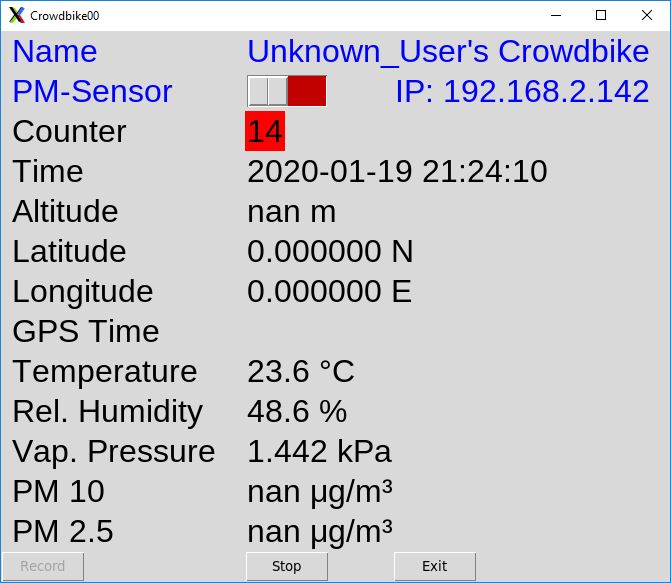 Crowdbike00
Name Unknown_User's Crowdbike
PM-Sensor IP: 192.168.2.142
Counter 14
Time 2020-01-19 21:24:10
Altitude nan m
Latitude 0.000000 N
Longitude 0.000000 E
GPS Time
Temperature 23.6 °C
Rel. Humidity 48.6 %
Vap. Pressure 1.442 kPa
PM 10 nan µg/m³
PM 2.5 nan µg/m³
Record Stop Exit